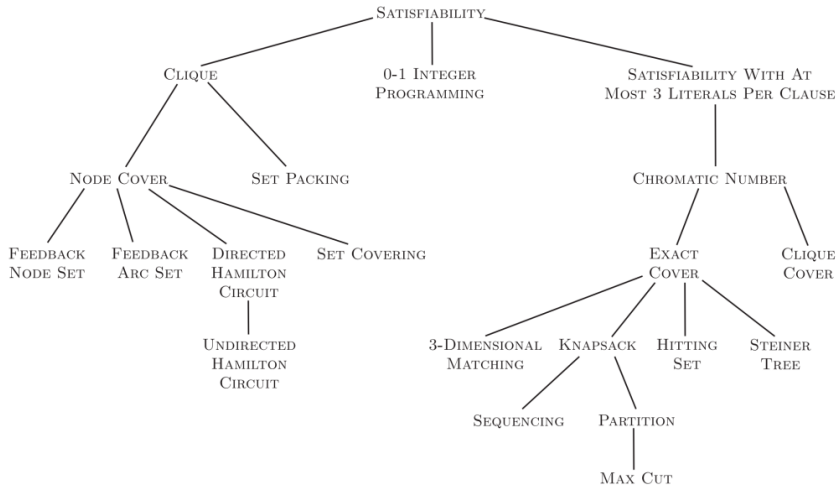 SATISFIABILITY
CLIQUE
0-1 INTEGER
PROGRAMMING
SATISFIABILITY WITH AT
MOST 3 LITERALS PER CLAUSE
NODE COVER
SET PACKING
CHROMATIC NUMBER
FEEDBACK
NODE SET
FEEDBACK
ARC SET
DIRECTED
HAMILTON
CIRCUIT
SET COVERING
EXACT
COVER
CLIQUE
COVER
UNDIRECTED
HAMILTON
CIRCUIT
3-DIMENSIONAL
MATCHING
KNAPSACK
HITTING
SET
STEINER
TREE
SEQUENCING
PARTITION
MAX CUT